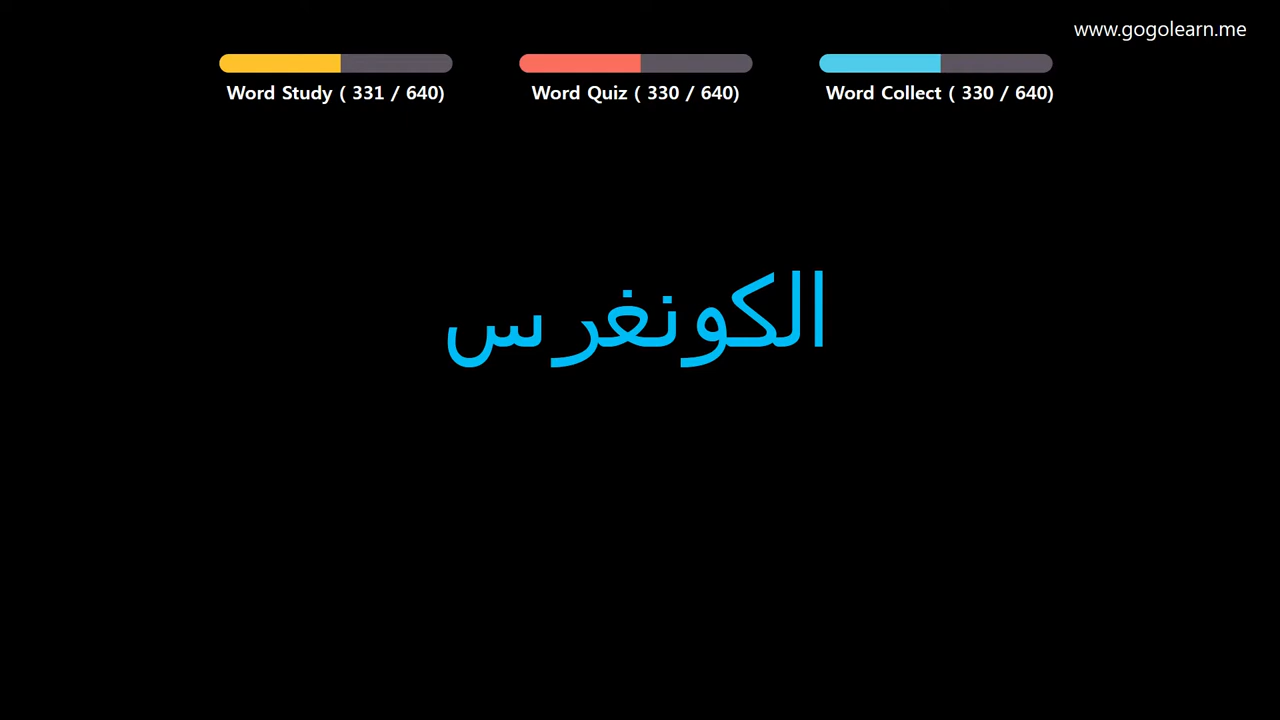 www.gogolearn.me
Word Study ( 331 / 640)
Word Quiz ( 330 / 640)
Word Collect ( 330 / 640)
الكونغرس